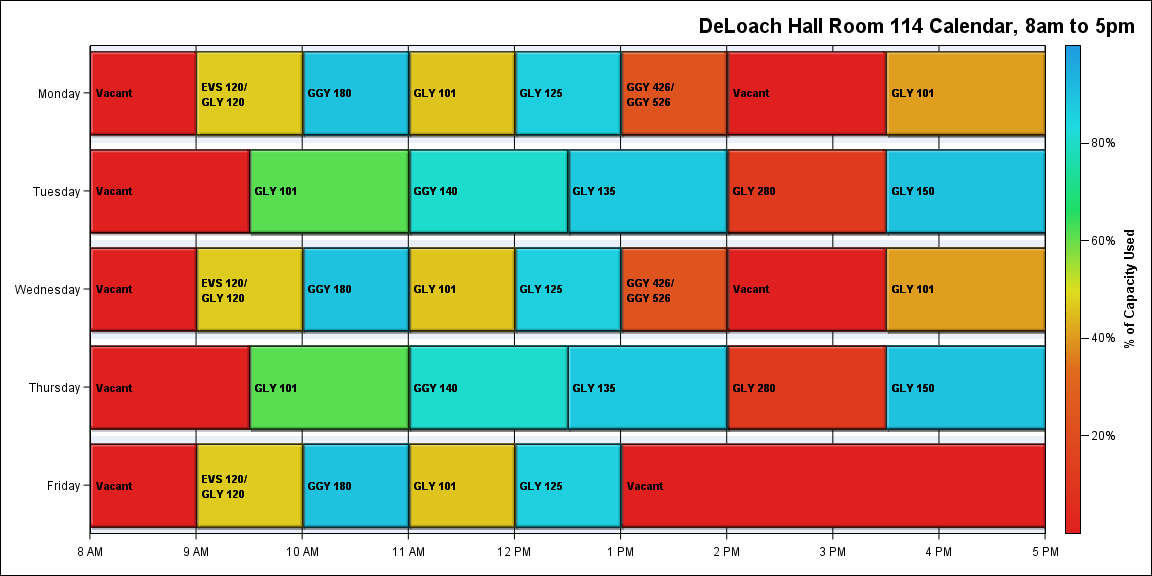 DeLoach Hall Room 114 Calendar, 8am to 5pm
Monday
Vacant
EVS 120/
GLY 120
GGY 180
GLY 101
GLY 125
GGY 426/
GGY 526
Vacant
GLY 101
Tuesday
Vacant
GLY 101
GGY 140
GLY 135
GLY 280
GLY 150
Wednesday
Vacant
EVS 120/
GLY 120
GGY 180
GLY 101
GLY 125
GGY 426/
GGY 526
Vacant
GLY 101
Thursday
Vacant
GLY 101
GGY 140
GLY 135
GLY 280
GLY 150
Friday
Vacant
EVS 120/
GLY 120
GGY 180
GLY 101
GLY 125
Vacant
8 AM
9 AM
10 AM
11 AM
12 PM
1 PM
2 PM
3 PM
4 PM
5 PM
80%
60%
40%
20%
% of Capacity Used